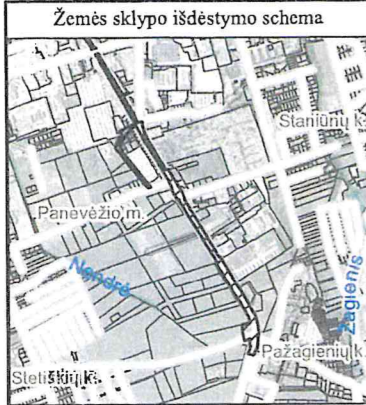 Žemės sklypo išdėstymo schema
Staniūnų k.
Panevėžio m.
Nendrė
Žagienis
Pažagienių k.